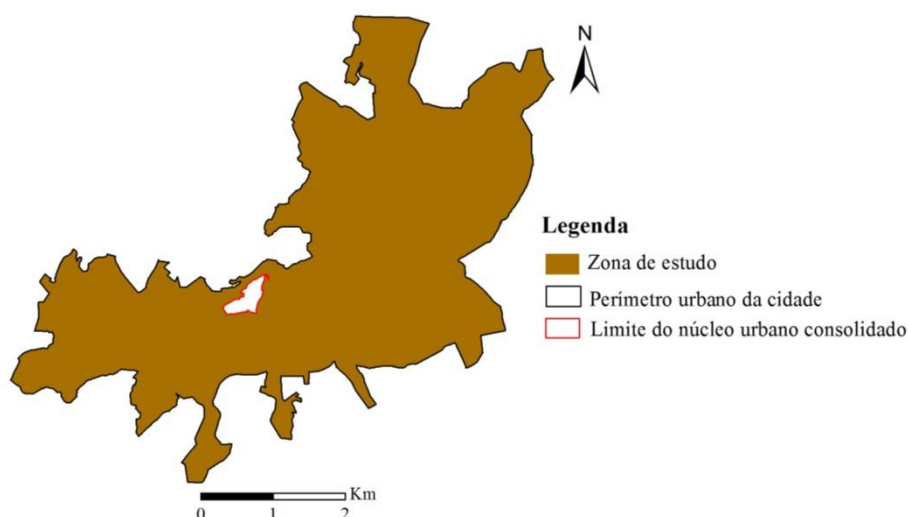 N
Legenda
Zona de estudo
Perímetro urbano da cidade
Limite do núcleo urbano consolidado
Km
0 1 2